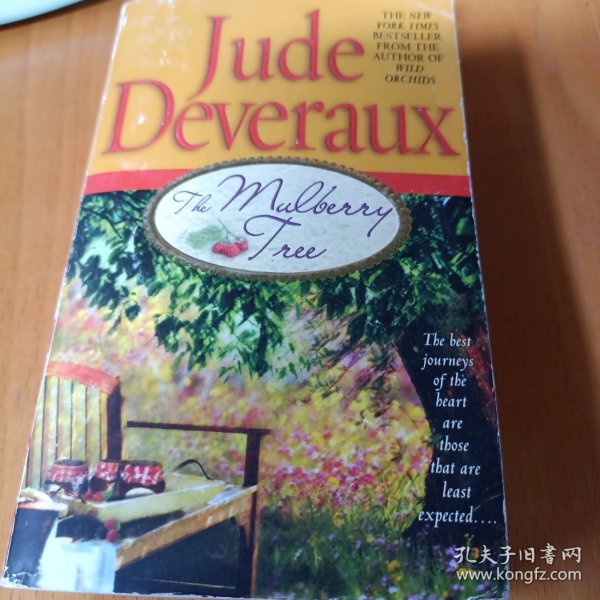 Jude
Deveraux
THE NEW
YORK TIMES
BESTSELLER
FROM THE
AUTHOR OF
WILD
ORCHIDS
The Mulberry
Tree
The best
journeys
of the
heart
are
those
that are
least
expected....
孔夫子旧书网
www.kongfz.com